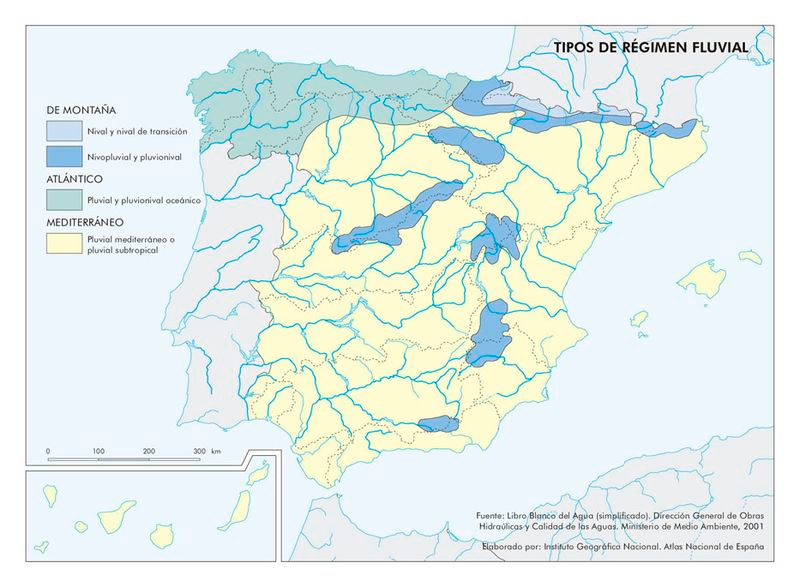 TIPOS DE RÉGIMEN FLUVIAL
DE MONTAÑA
Nival y nival de transición
Nivopluvial y pluvionival
ATLÁNTICO
Pluvial y pluvionival oceánico
MEDITERRÁNEO
Pluvial mediterráneo o
pluvial subtropical
0 100 200 300 km
Fuente: Libro Blanco del Agua (simplificado). Dirección General de Obras
Hidraúlicas y Calidad de las Aguas. Ministerio de Medio Ambiente, 2001
Elaborado por: Instituto Geográfico Nacional. Atlas Nacional de España